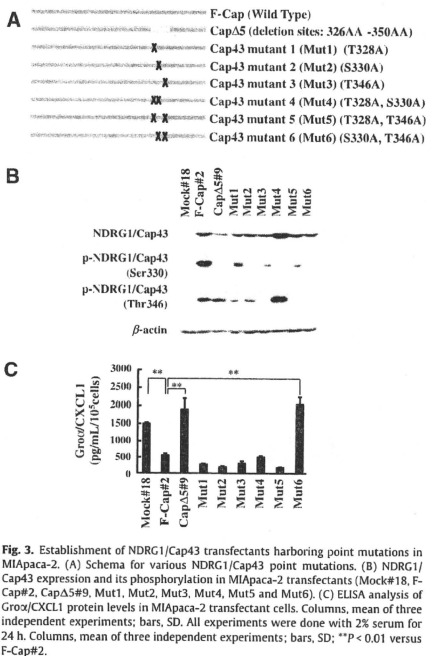 A
F-Cap (Wild Type)
CapΔ5 (deletion sites: 326AA -350AA)
Cap43 mutant 1 (Mut1) (T328A)
Cap43 mutant 2 (Mut2) (S330A)
Cap43 mutant 3 (Mut3) (T346A)
Cap43 mutant 4 (Mut4) (T328A, S330A)
Cap43 mutant 5 (Mut5) (T328A, T346A)
Cap43 mutant 6 (Mut6) (S330A, T346A)
B
Mock#18
F-Cap#2
CapΔ5#9
Mut1
Mut2
Mut3
Mut4
Mut5
Mut6
NDRG1/Cap43
p-NDRG1/Cap43
(Ser330)
p-NDRG1/Cap43
(Thr346)
β-actin
C
Groα/CXCL1
(pg/mL/10⁵cells)
3000
2500
2000
1500
1000
500
0
**
**
**
Mock#18
F-Cap#2
CapΔ5#9
Mut1
Mut2
Mut3
Mut4
Mut5
Mut6
Fig. 3. Establishment of NDRG1/Cap43 transfectants harboring point mutations in
MIApaca-2. (A) Schema for various NDRG1/Cap43 point mutations. (B) NDRG1/
Cap43 expression and its phosphorylation in MIApaca-2 transfectants (Mock#18, F-
Cap#2, CapΔ5#9, Mut1, Mut2, Mut3, Mut4, Mut5 and Mut6). (C) ELISA analysis of
Groα/CXCL1 protein levels in MIApaca-2 transfectant cells. Columns, mean of three
independent experiments; bars, SD. All experiments were done with 2% serum for
24 h. Columns, mean of three independent experiments; bars, SD; **P < 0.01 versus
F-Cap#2.